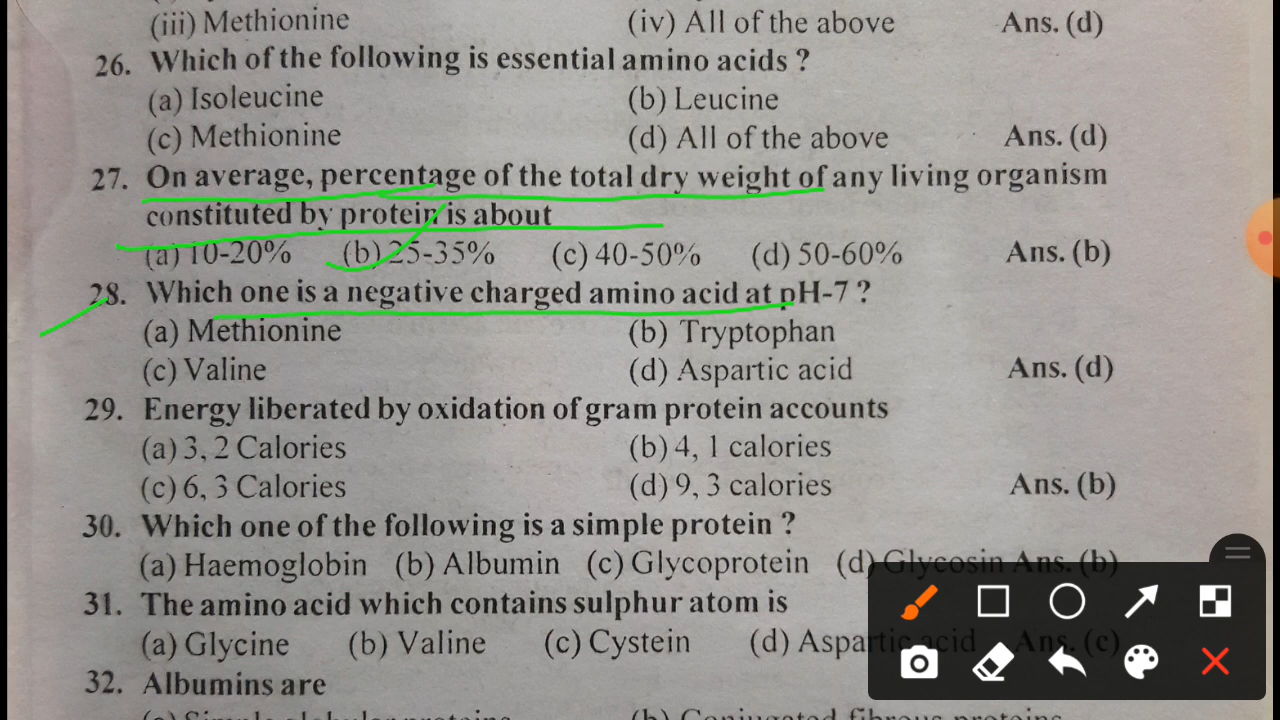 (iii) Methionine (iv) All of the above Ans. (d)
26. Which of the following is essential amino acids ?
(a) Isoleucine (b) Leucine
(c) Methionine (d) All of the above Ans. (d)
27. On average, percentage of the total dry weight of any living organism
constituted by protein is about
(a) 10-20% (b) 25-35% (c) 40-50% (d) 50-60% Ans. (b)
28. Which one is a negative charged amino acid at pH-7 ?
(a) Methionine (b) Tryptophan
(c) Valine (d) Aspartic acid Ans. (d)
29. Energy liberated by oxidation of gram protein accounts
(a) 3, 2 Calories (b) 4, 1 calories
(c) 6, 3 Calories (d) 9, 3 calories Ans. (b)
30. Which one of the following is a simple protein ?
(a) Haemoglobin (b) Albumin (c) Glycoprotein (d) Glycosin Ans. (b)
31. The amino acid which contains sulphur atom is
(a) Glycine (b) Valine (c) Cystein (d) Aspartic acid Ans. (c)
32. Albumins are
(a) Simple globular proteins (b) Conjugated fibrous proteins